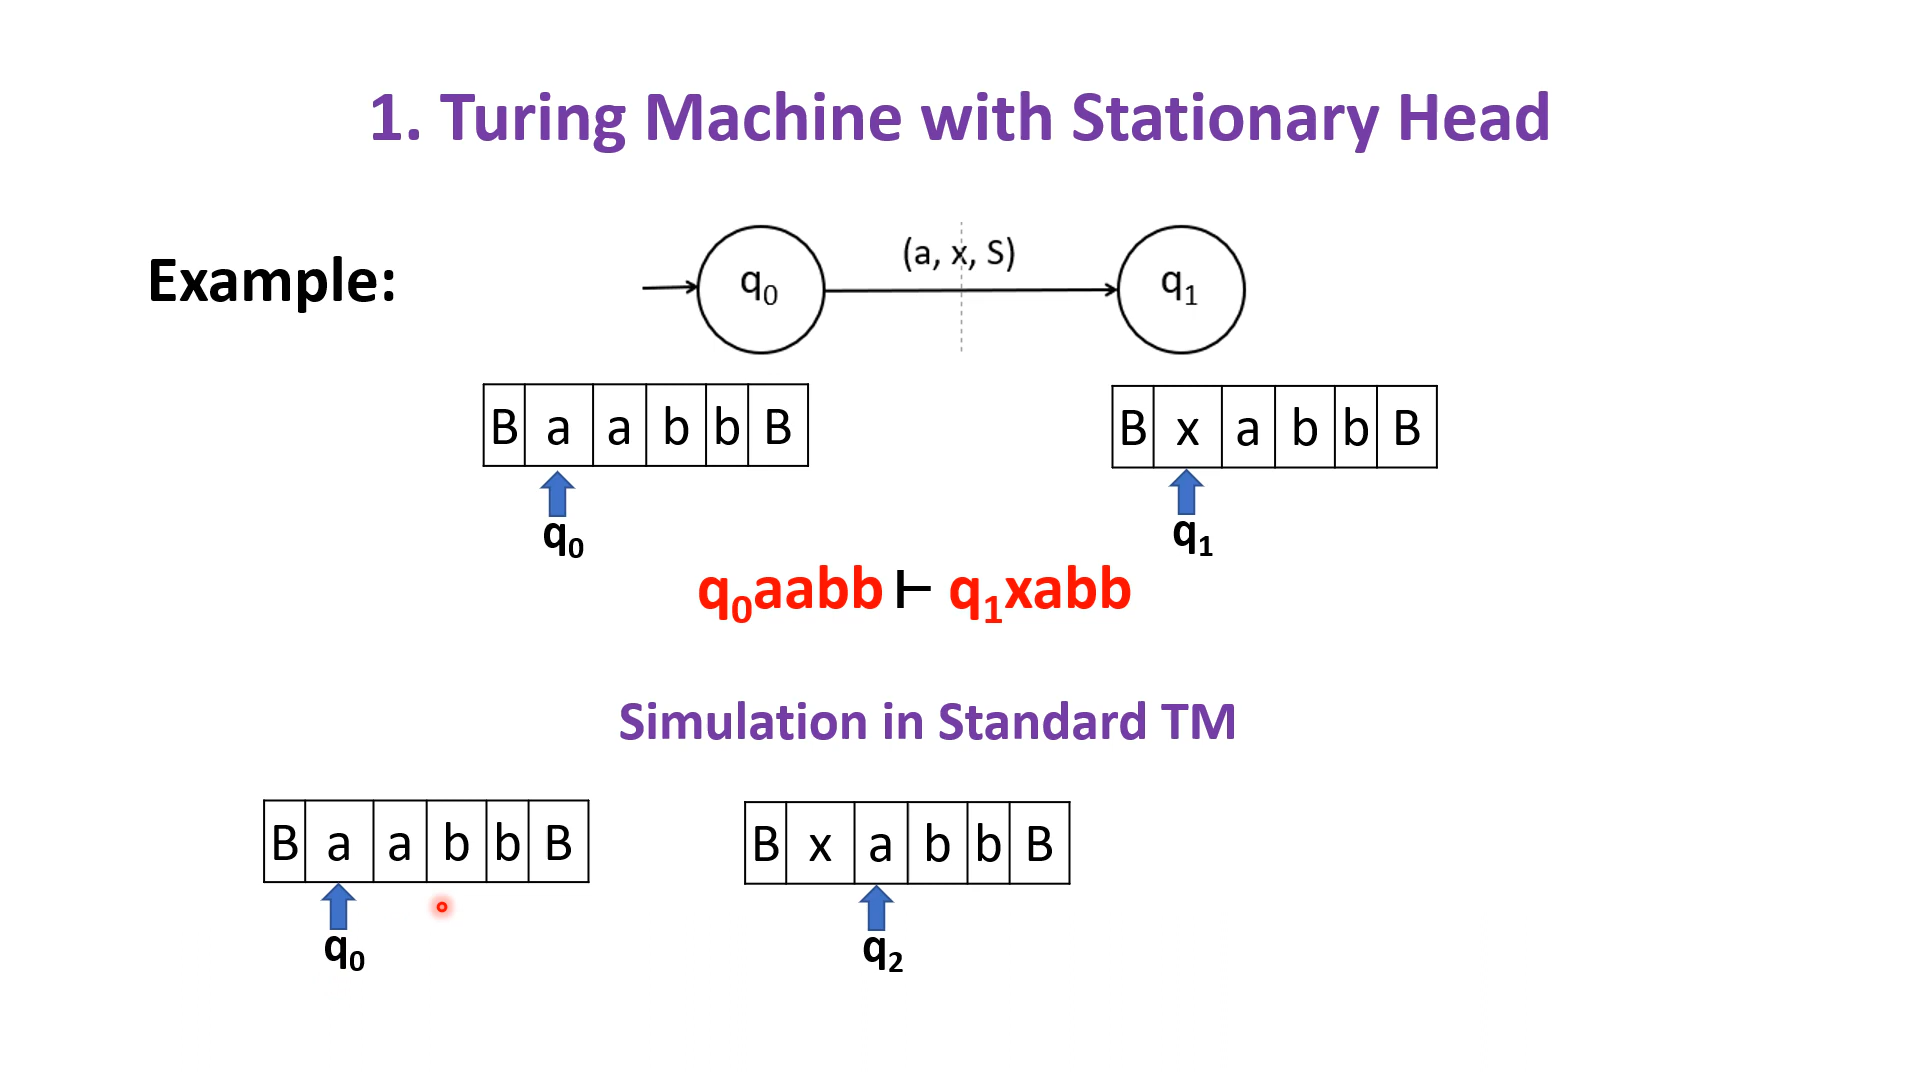 1. Turing Machine with Stationary Head
Example:
q₀
(a, x, S)
q₁
B a a b b B
B x a b b B
q₀
q₁
q₀aabb ⊢ q₁xabb
Simulation in Standard TM
B a a b b B
B x a b b B
q₀
q₂